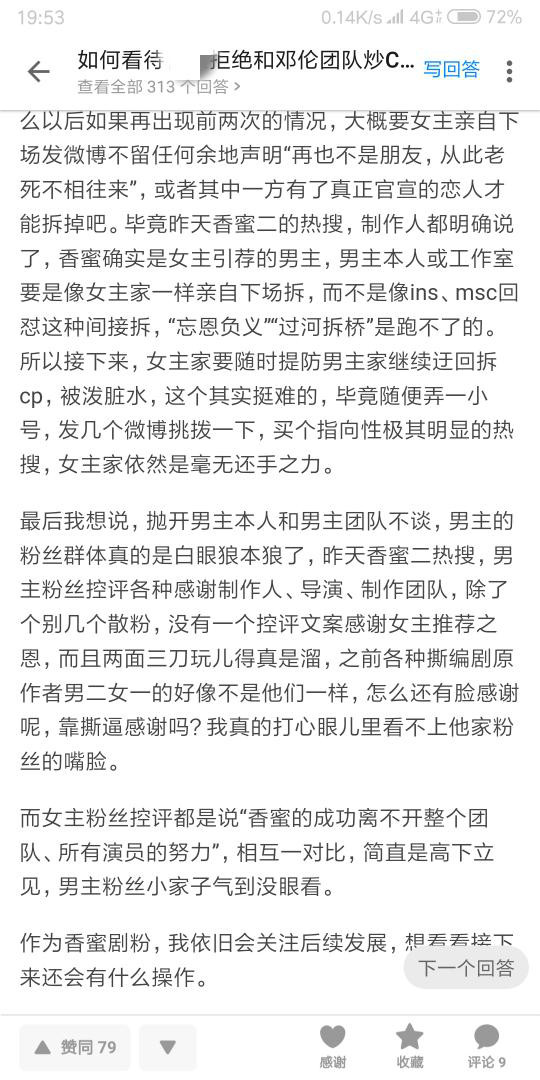 19:53
0.14K/s 4G 72%
如何看待 拒绝和邓伦团队炒C...
写回答
查看全部 313 个回答 >
么以后如果再出现前两次的情况，大概要女主亲自下
场发微博不留任何余地声明“再也不是朋友，从此老
死不相往来”，或者其中一方有了真正官宣的恋人才
能拆掉吧。毕竟昨天香蜜二的热搜，制作人都明确说
了，香蜜确实是女主引荐的男主，男主本人或工作室
要是像女主家一样亲自下场拆，而不是像ins、msc回
怼这种间接拆，“忘恩负义”“过河拆桥”是跑不了的。
所以接下来，女主家要随时提防男主家继续迂回拆
cp，被泼脏水，这个其实挺难的，毕竟随便弄一小
号，发几个微博挑拨一下，买个指向性极其明显的热
搜，女主家依然是毫无还手之力。
最后我想说，抛开男主本人和男主团队不谈，男主的
粉丝群体真的是白眼狼本狼了，昨天香蜜二热搜，男
主粉丝控评各种感谢制作人、导演、制作团队，除了
个别几个散粉，没有一个控评文案感谢女主推荐之
恩，而且两面三刀玩儿得真是溜，之前各种撕编剧原
作者男二女一的好像不是他们一样，怎么还有脸感谢
呢，靠撕逼感谢吗？我真的打心眼儿里看不上他家粉
丝的嘴脸。
而女主粉丝控评都是说“香蜜的成功离不开整个团
队、所有演员的努力”，相互一对比，简直是高下立
见，男主粉丝小家子气到没眼看。
作为香蜜剧粉，我依旧会关注后续发展，想看看接下
来还会有什么操作。
下一个回答
赞同 79
感谢
收藏
评论 9